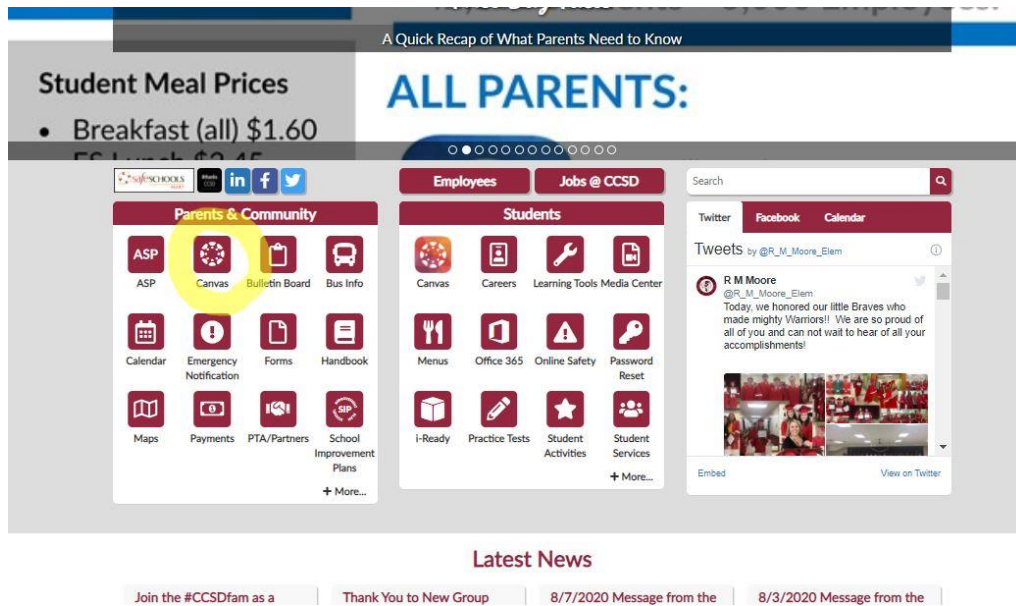 A Quick Recap of What Parents Need to Know
Student Meal Prices
ALL PARENTS:
• Breakfast (all) $1.60
Employees
Jobs @ CCSD
Search
Parents & Community
ASP
ASP
Canvas
Bulletin Board
Bus Info
Calendar
Emergency Notification
Forms
Handbook
Maps
Payments
PTA/Partners
SIP
School Improvement Plans
+ More...
Students
Canvas
Careers
Learning Tools
Media Center
Menus
Office 365
Online Safety
Password Reset
i-Ready
Practice Tests
Student Activities
Student Services
+ More...
Twitter
Facebook
Calendar
Tweets by @R_M_Moore_Elem
R M Moore
@R_M_Moore_Elem
Today, we honored our little Braves who
made mighty Warriors!! We are so proud of
all of you and can not wait to hear of all your
accomplishments!
Embed
View on Twitter
Latest News
Join the #CCSDfam as a
Thank You to New Group
8/7/2020 Message from the
8/3/2020 Message from the